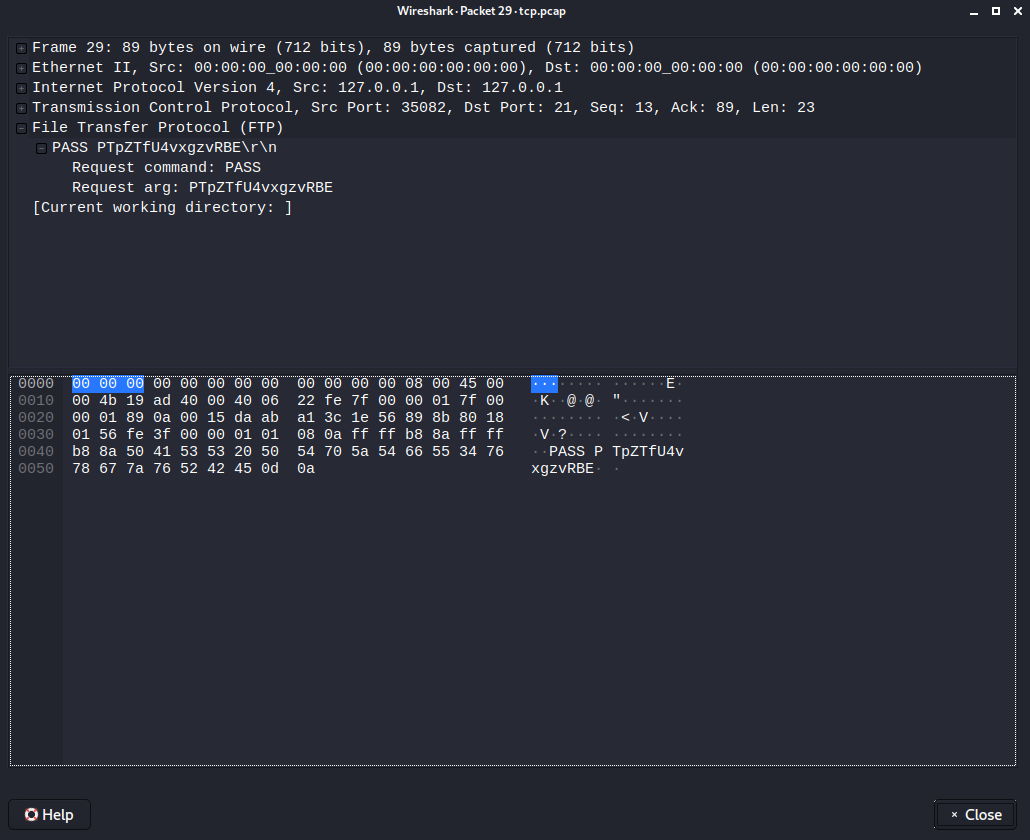 Wireshark · Packet 29 · tcp.pcap
Frame 29: 89 bytes on wire (712 bits), 89 bytes captured (712 bits)
Ethernet II, Src: 00:00:00_00:00:00 (00:00:00:00:00:00), Dst: 00:00:00_00:00:00 (00:00:00:00:00:00)
Internet Protocol Version 4, Src: 127.0.0.1, Dst: 127.0.0.1
Transmission Control Protocol, Src Port: 35082, Dst Port: 21, Seq: 13, Ack: 89, Len: 23
File Transfer Protocol (FTP)
PASS PTpZTfU4vxgzvRBE\r\n
Request command: PASS
Request arg: PTpZTfU4vxgzvRBE
[Current working directory: ]
0000 00 00 00 00 00 00 00 00 00 00 00 00 08 00 45 00 ········ ······E·
0010 00 4b 19 ad 40 00 40 06 22 fe 7f 00 00 01 7f 00 ·K··@·@· "·······
0020 00 01 89 0a 00 15 da ab a1 3c 1e 56 89 8b 80 18 ········ ·<·V····
0030 01 56 fe 3f 00 00 01 01 08 0a ff ff b8 8a ff ff ·V·?···· ········
0040 b8 8a 50 41 53 53 20 50 54 70 5a 54 66 55 34 76 ··PASS P TpZTfU4v
0050 78 67 7a 76 52 42 45 0d 0a xgzvRBE· ·
Help
× Close